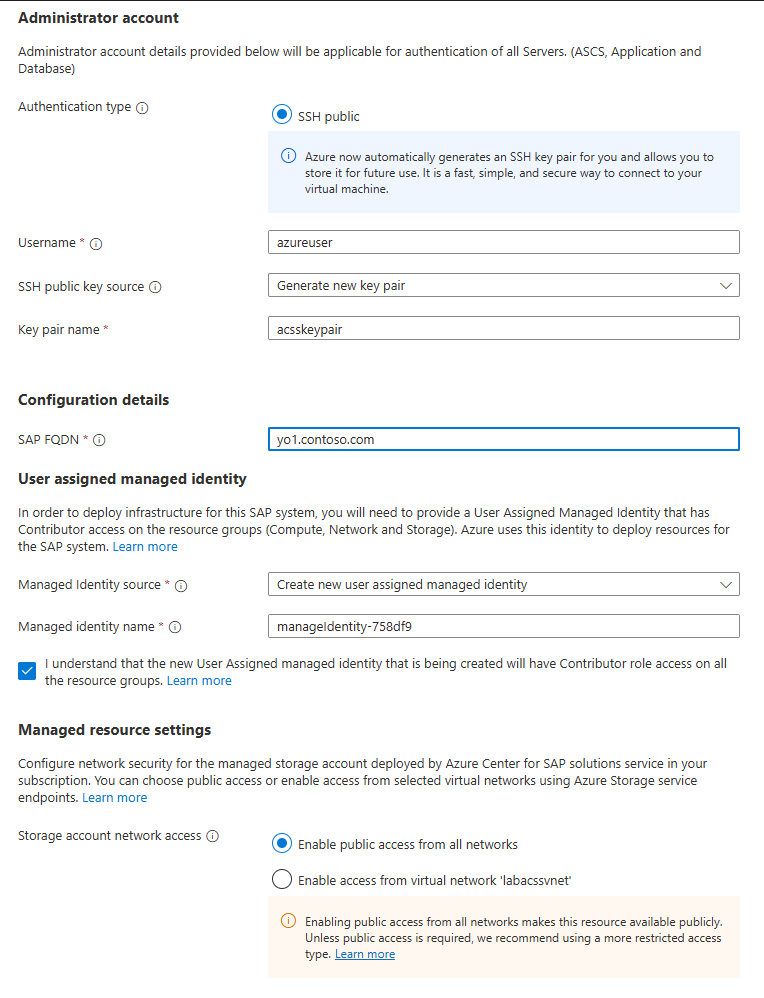 Administrator account
Administrator account details provided below will be applicable for authentication of all Servers. (ASCS, Application and
Database)
Authentication type
SSH public
Azure now automatically generates an SSH key pair for you and allows you to
store it for future use. It is a fast, simple, and secure way to connect to your
virtual machine.
Username *
azureuser
SSH public key source
Generate new key pair
Key pair name *
acsskeypair
Configuration details
SAP FQDN *
yo1.contoso.com
User assigned managed identity
In order to deploy infrastructure for this SAP system, you will need to provide a User Assigned Managed Identity that has
Contributor access on the resource groups (Compute, Network and Storage). Azure uses this identity to deploy resources for
the SAP system. Learn more
Managed Identity source *
Create new user assigned managed identity
Managed identity name *
manageIdentity-758df9
I understand that the new User Assigned managed identity that is being created will have Contributor role access on all
the resource groups. Learn more
Managed resource settings
Configure network security for the managed storage account deployed by Azure Center for SAP solutions service in your
subscription. You can choose public access or enable access from selected virtual networks using Azure Storage service
endpoints. Learn more
Storage account network access
Enable public access from all networks
Enable access from virtual network 'labacssvnet'
Enabling public access from all networks makes this resource available publicly.
Unless public access is required, we recommend using a more restricted access
type. Learn more